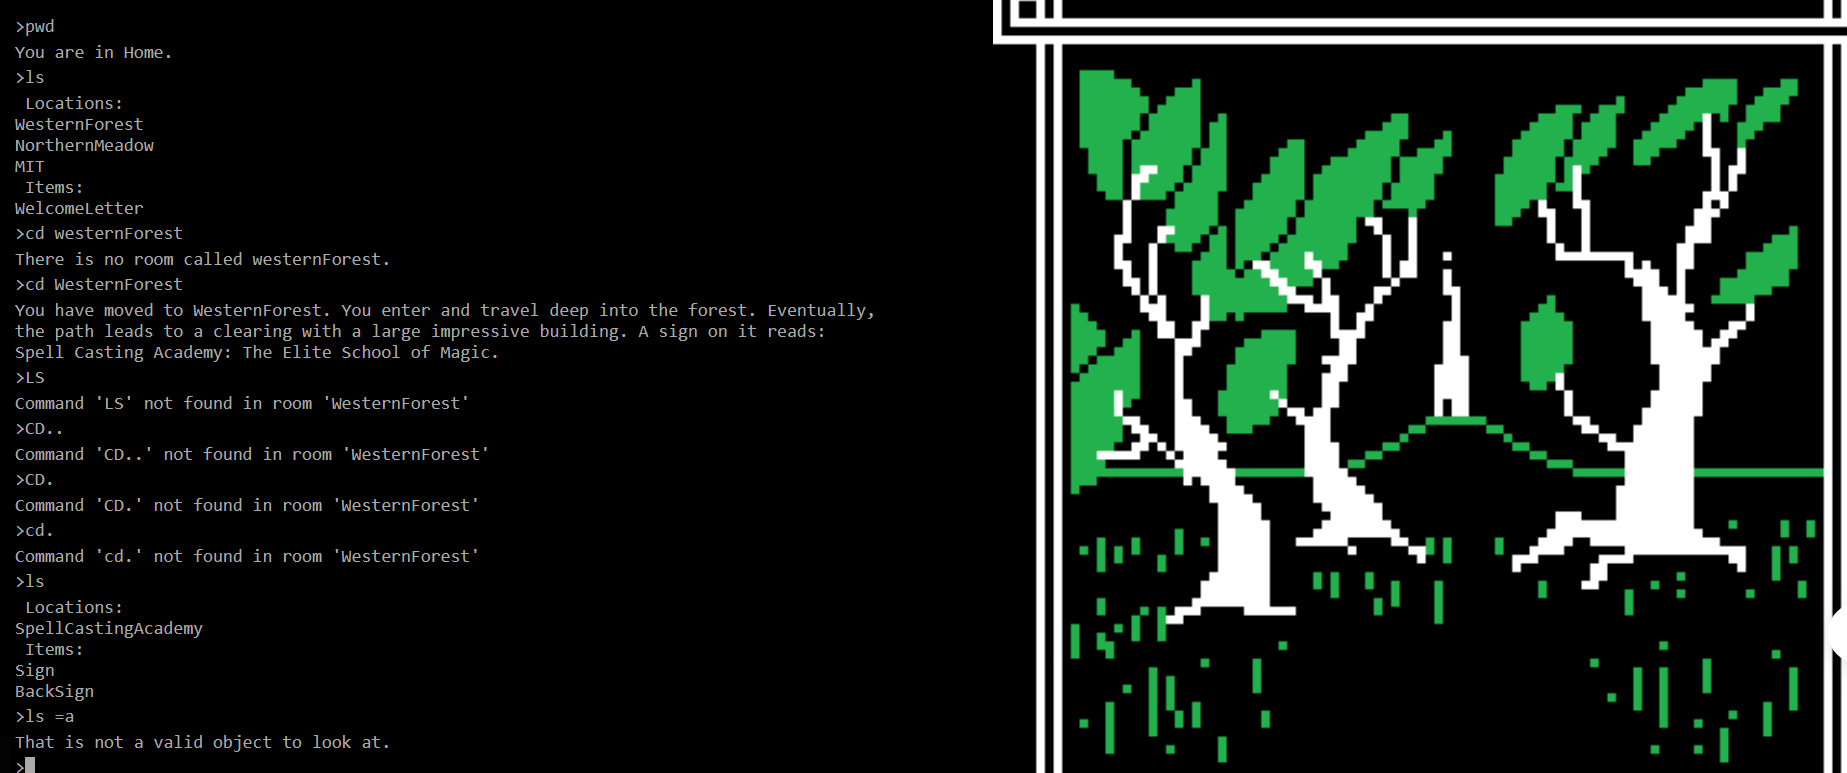 >pwd
You are in Home.
>ls
 Locations:
WesternForest
NorthernMeadow
MIT
 Items:
WelcomeLetter
>cd westernForest
There is no room called westernForest.
>cd WesternForest
You have moved to WesternForest. You enter and travel deep into the forest. Eventually,
the path leads to a clearing with a large impressive building. A sign on it reads:
Spell Casting Academy: The Elite School of Magic.
>LS
Command 'LS' not found in room 'WesternForest'
>CD..
Command 'CD..' not found in room 'WesternForest'
>CD.
Command 'CD.' not found in room 'WesternForest'
>cd.
Command 'cd.' not found in room 'WesternForest'
>ls
 Locations:
SpellCastingAcademy
 Items:
Sign
BackSign
>ls =a
That is not a valid object to look at.
>